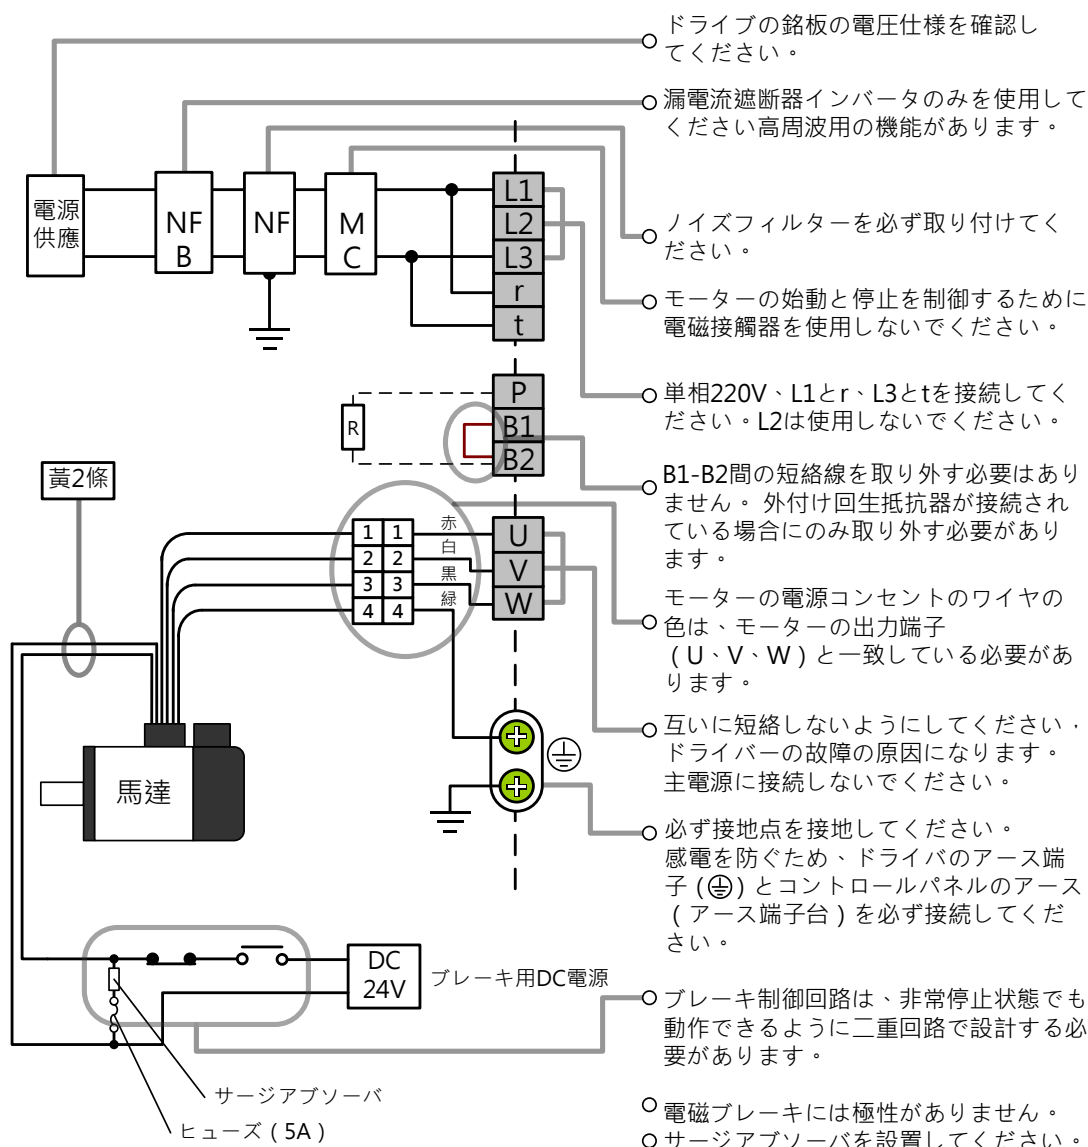 ドライブの銘板の電圧仕様を確認し
てください。
漏電流遮断器インバータのみを使用して
ください高周波用の機能があります。
電源
供應
NF
B
NF
M
C
L1
L2
L3
r
t
ノイズフィルターを必ず取り付けてく
ださい。
モーターの始動と停止を制御するために
電磁接觸器を使用しないでください。
P
B1
B2
R
単相220V、L1とr、L3とtを接続してく
ださい。L2は使用しないでください。
黃2條
B1-B2間の短絡線を取り外す必要はあり
ません。 外付け回生抵抗器が接続され
ている場合にのみ取り外す必要があり
ます。
1 1 赤
2 2 白
3 3 黒
4 4 緑
U
V
W
モーターの電源コンセントのワイヤの
色は、モーターの出力端子
(U、V、W)と一致している必要があ
ります。
互いに短絡しないようにしてください，
ドライバーの故障の原因になります。
主電源に接続しないでください。
馬達
必ず接地点を接地してください。
感電を防ぐため、ドライバのアース端
子(⏚)とコントロールパネルのアース
(アース端子台)を必ず接続してくだ
さい。
DC
24V
ブレーキ用DC電源
ブレーキ制御回路は、非常停止状態でも
動作できるように二重回路で設計する必
要があります。
サージアブソーバ
ヒューズ(5A)
電磁ブレーキには極性がありません。
サージアブソーバを設置してください。